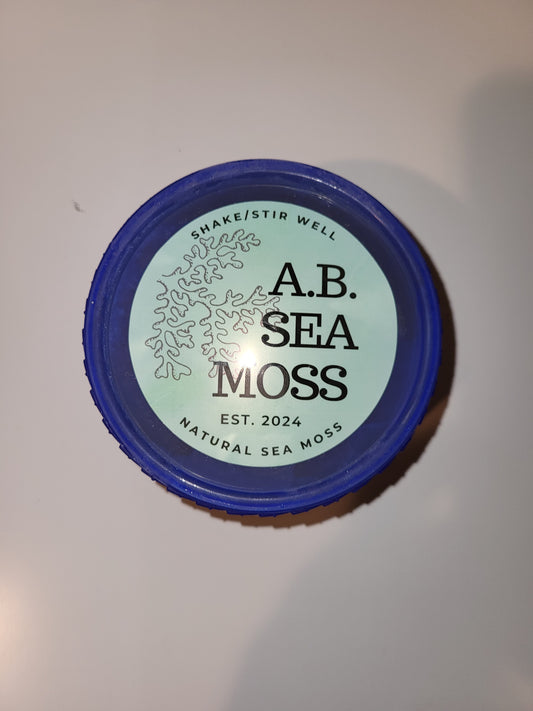 SHAKE/STIR WELL
A.B.
SEA
MOSS
EST. 2024
NATURAL SEA MOSS